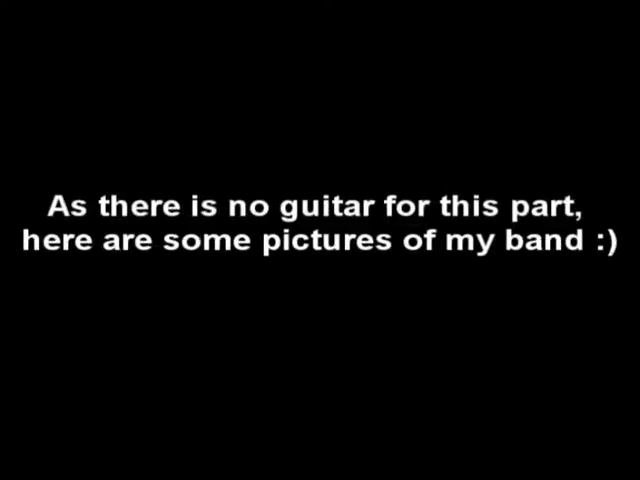 As there is no guitar for this part,
here are some pictures of my band :)